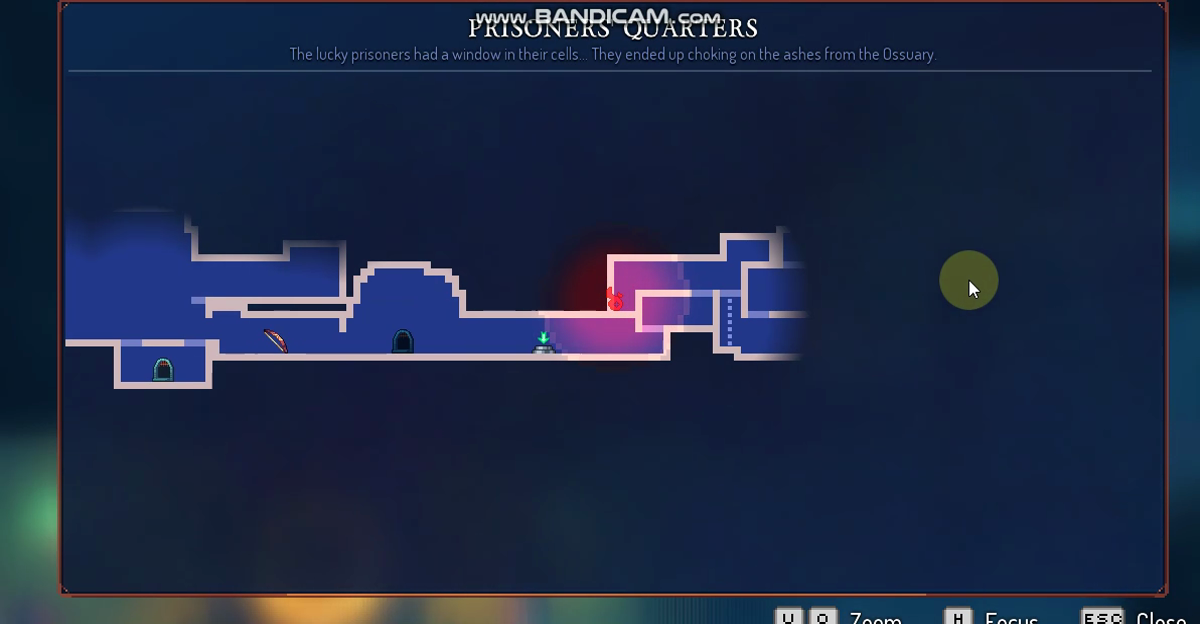 www.BANDICAM.com
PRISONERS' QUARTERS
The lucky prisoners had a window in their cells... They ended up choking on the ashes from the Ossuary.
Zoom Focus ESC Close